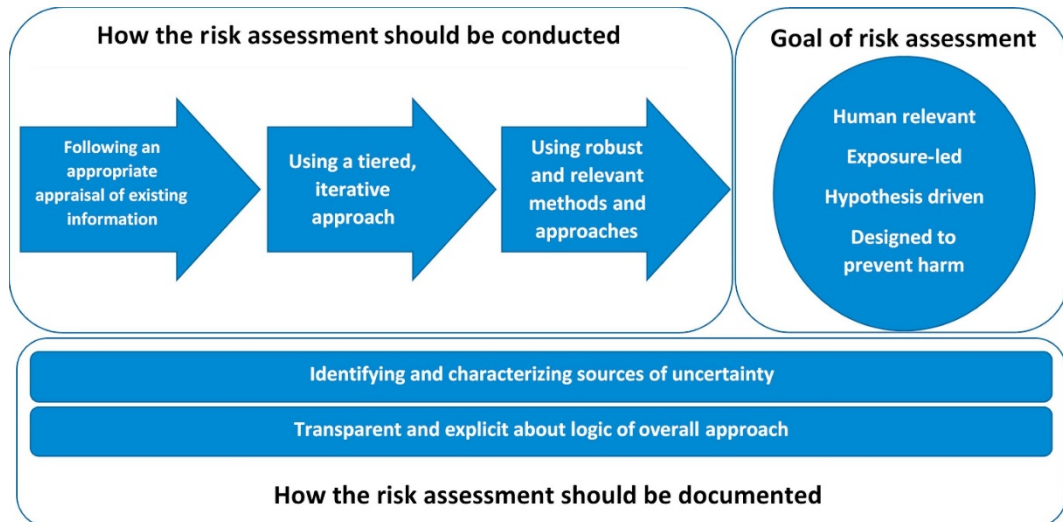 How the risk assessment should be conducted
Following an
appropriate
appraisal of existing
information
Using a tiered,
iterative
approach
Using robust
and relevant
methods and
approaches
Goal of risk assessment
Human relevant
Exposure-led
Hypothesis driven
Designed to
prevent harm
Identifying and characterizing sources of uncertainty
Transparent and explicit about logic of overall approach
How the risk assessment should be documented